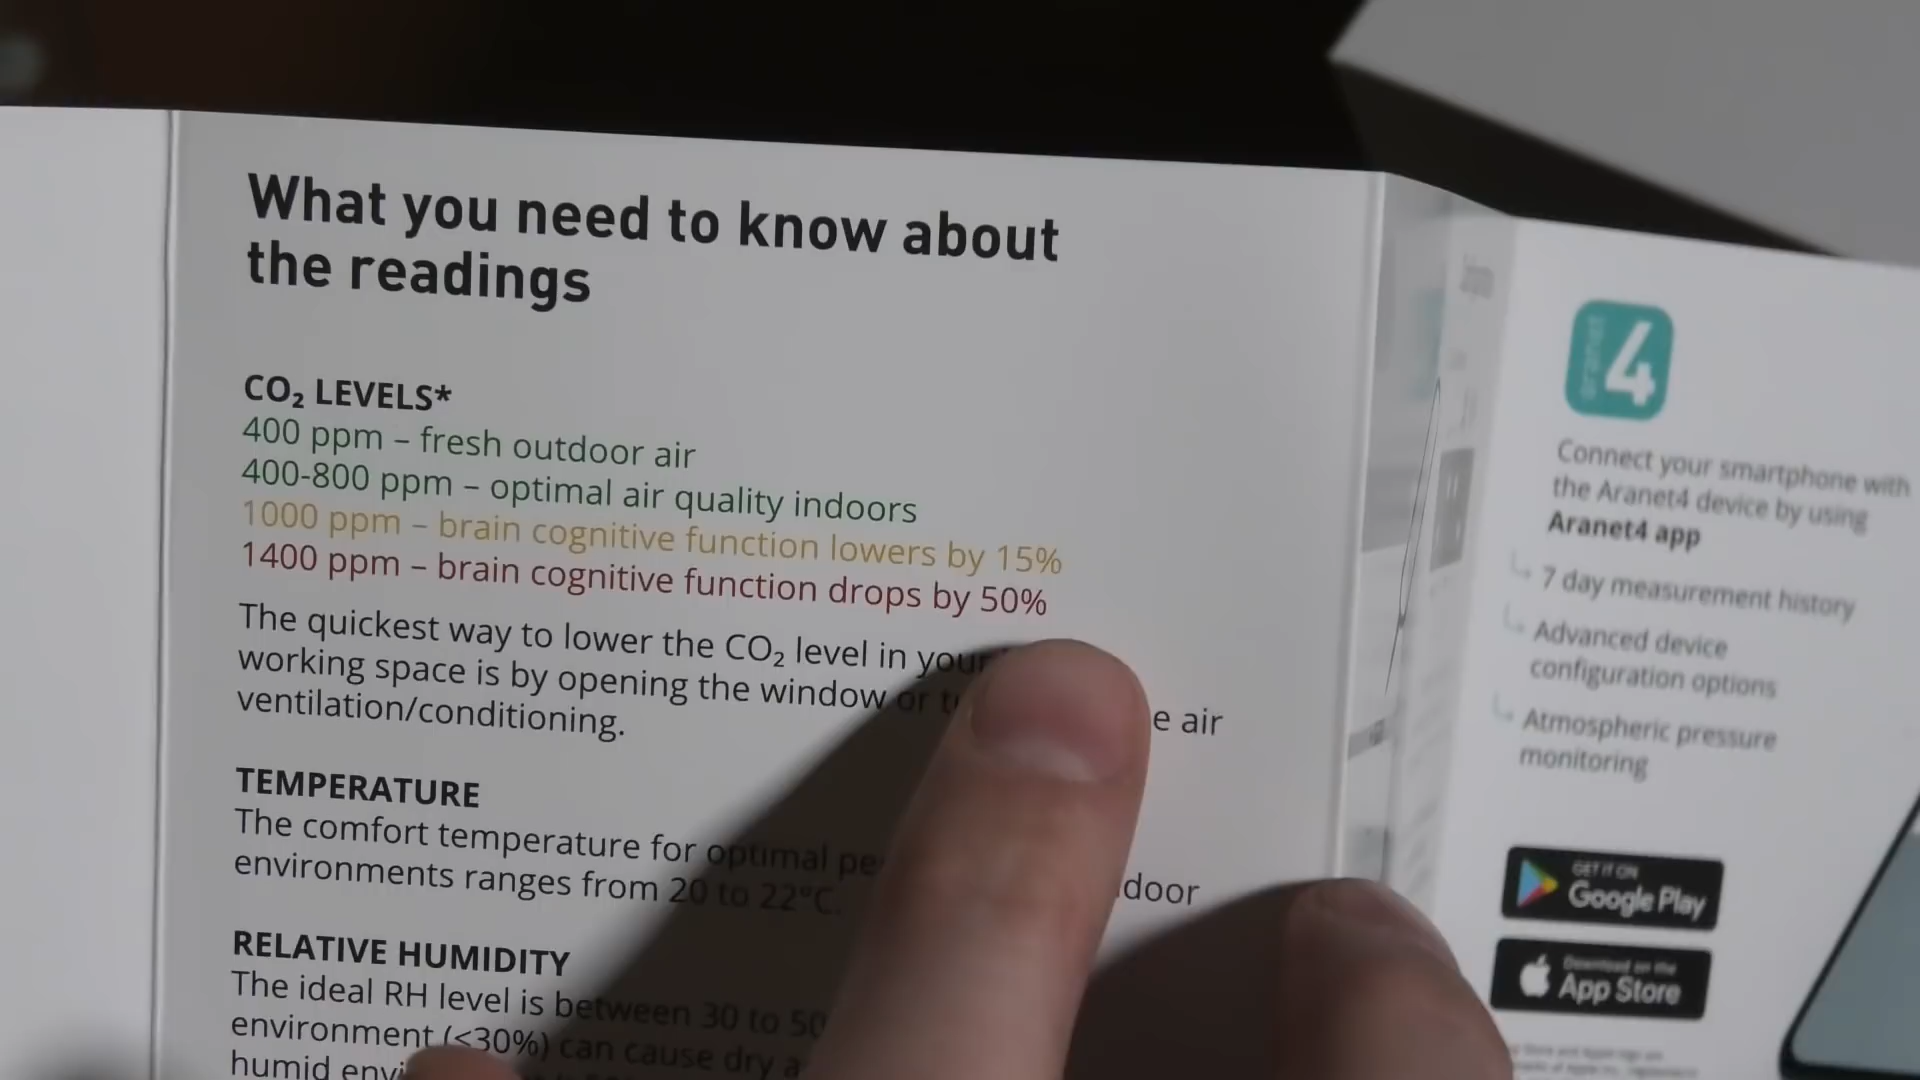 What you need to know about
the readings
CO₂ LEVELS*
400 ppm – fresh outdoor air
400-800 ppm – optimal air quality indoors
1000 ppm – brain cognitive function lowers by 15%
1400 ppm – brain cognitive function drops by 50%
The quickest way to lower the CO₂ level in your
working space is by opening the window or e air
ventilation/conditioning.
TEMPERATURE
The comfort temperature for optimal door
environments ranges from 20 to 22°C.
RELATIVE HUMIDITY
The ideal RH level is between 30 to 50
environment (<30%) can cause dry
humid
aranet
4
Connect your smartphone with
the Aranet4 device by using
Aranet4 app
7 day measurement history
Advanced device
configuration options
Atmospheric pressure
monitoring
GET IT ON
Google Play
Download on the
App Store